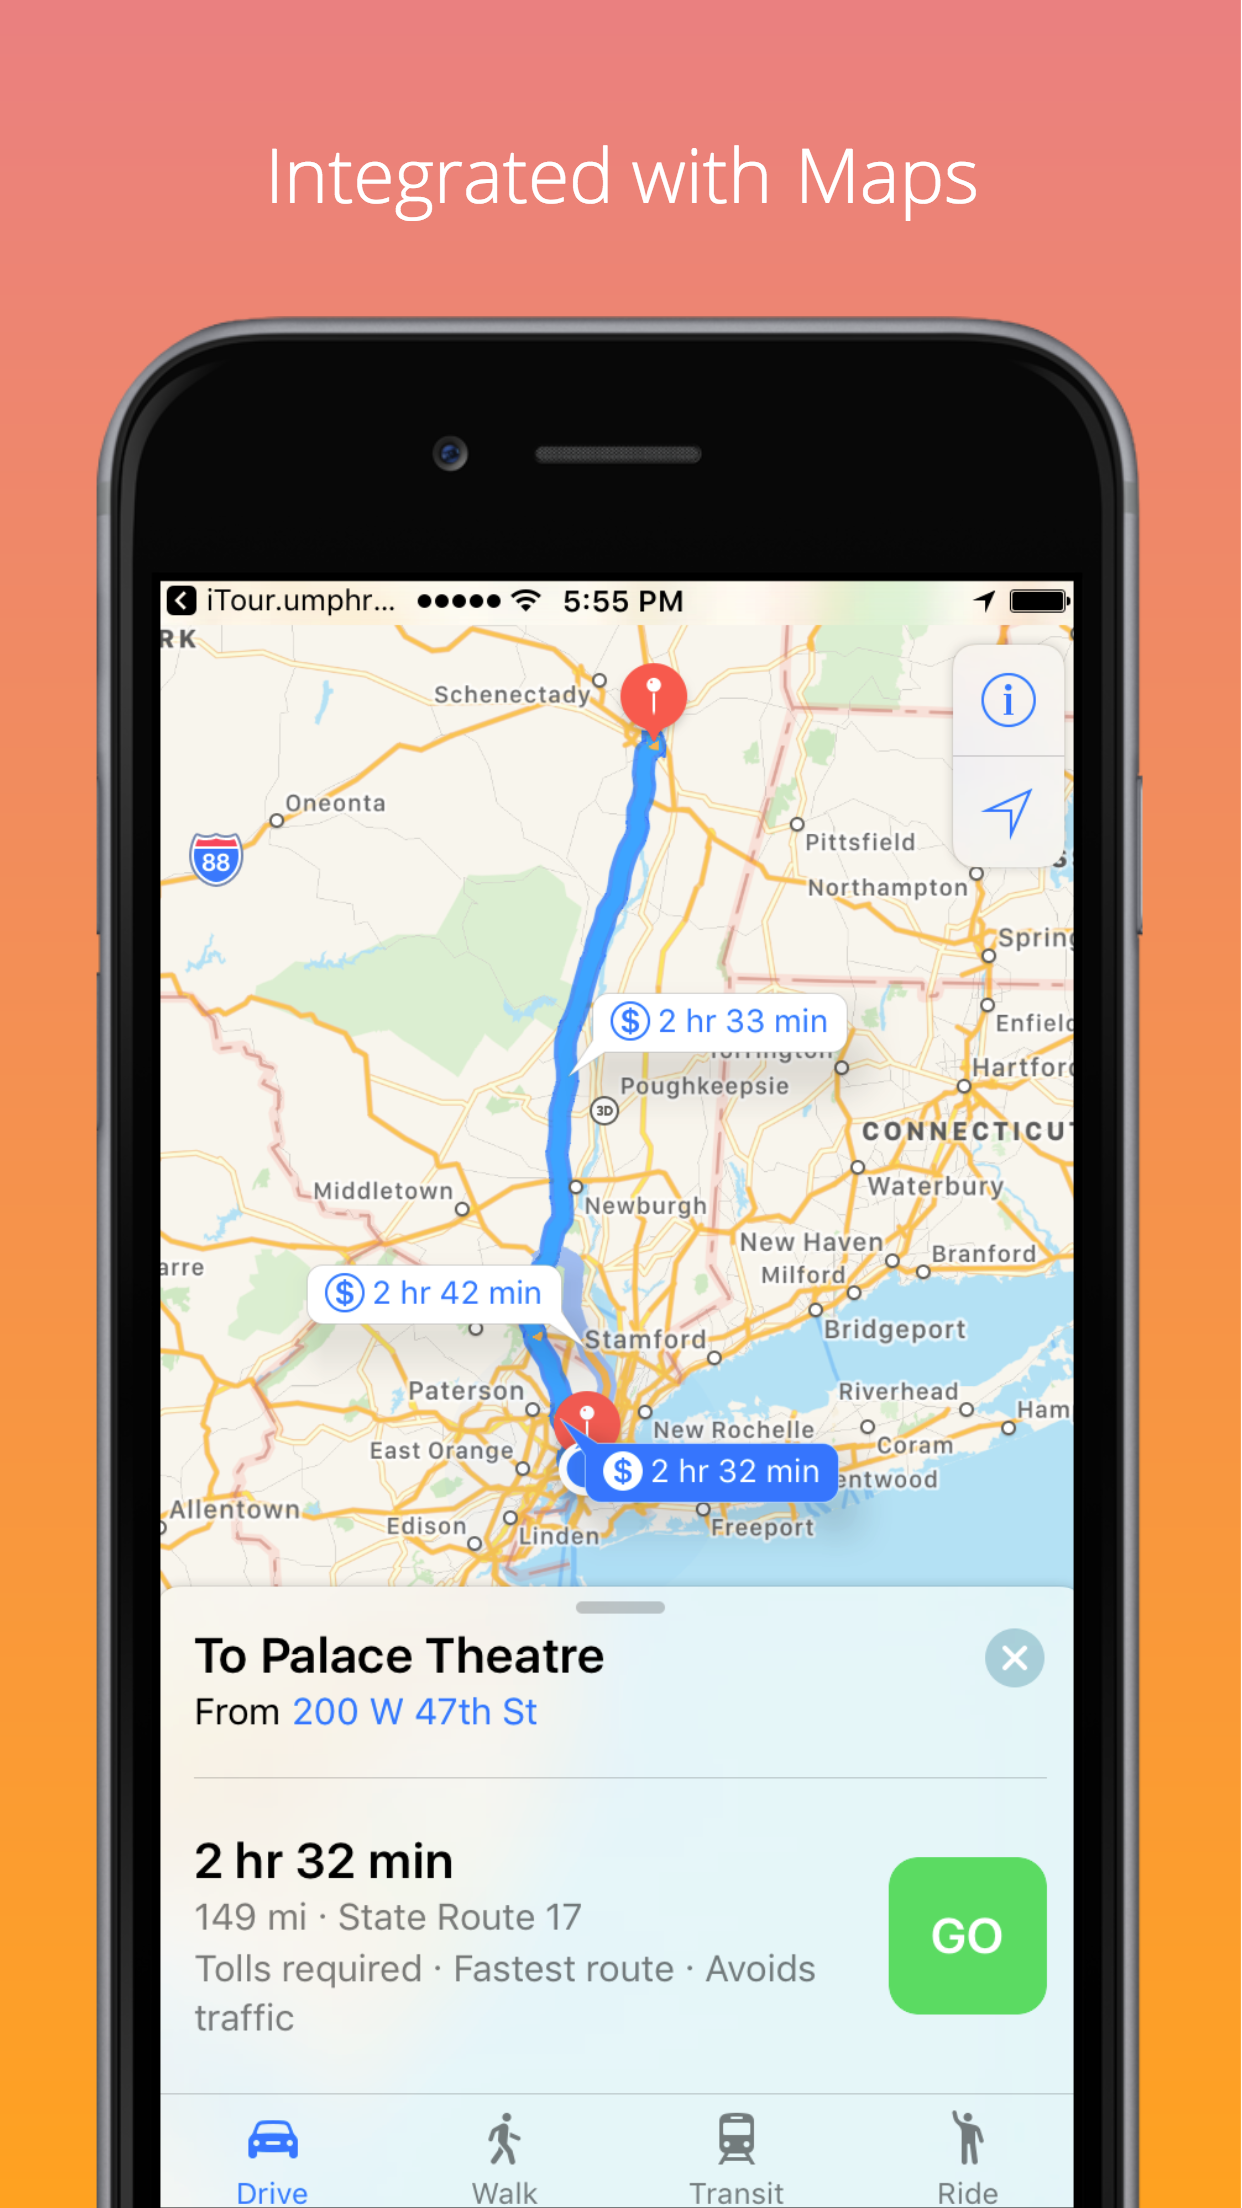 Integrated with Maps
iTour.umphr... 5:55 PM
RK
Schenectady
Oneonta
88
Pittsfield
Northampton
Spring
Enfield
$ 2 hr 33 min
Hartford
Poughkeepsie
3D
CONNECTICUT
Middletown
Waterbury
Newburgh
New Haven
Branford
arre
Milford
$ 2 hr 42 min
Stamford
Bridgeport
Paterson
Riverhead
Ham
New Rochelle
Coram
East Orange
$ 2 hr 32 min
entwood
Allentown
Edison
Linden
Freeport
To Palace Theatre
From 200 W 47th St
2 hr 32 min
149 mi · State Route 17
Tolls required · Fastest route · Avoids
traffic
GO
Drive Walk Transit Ride